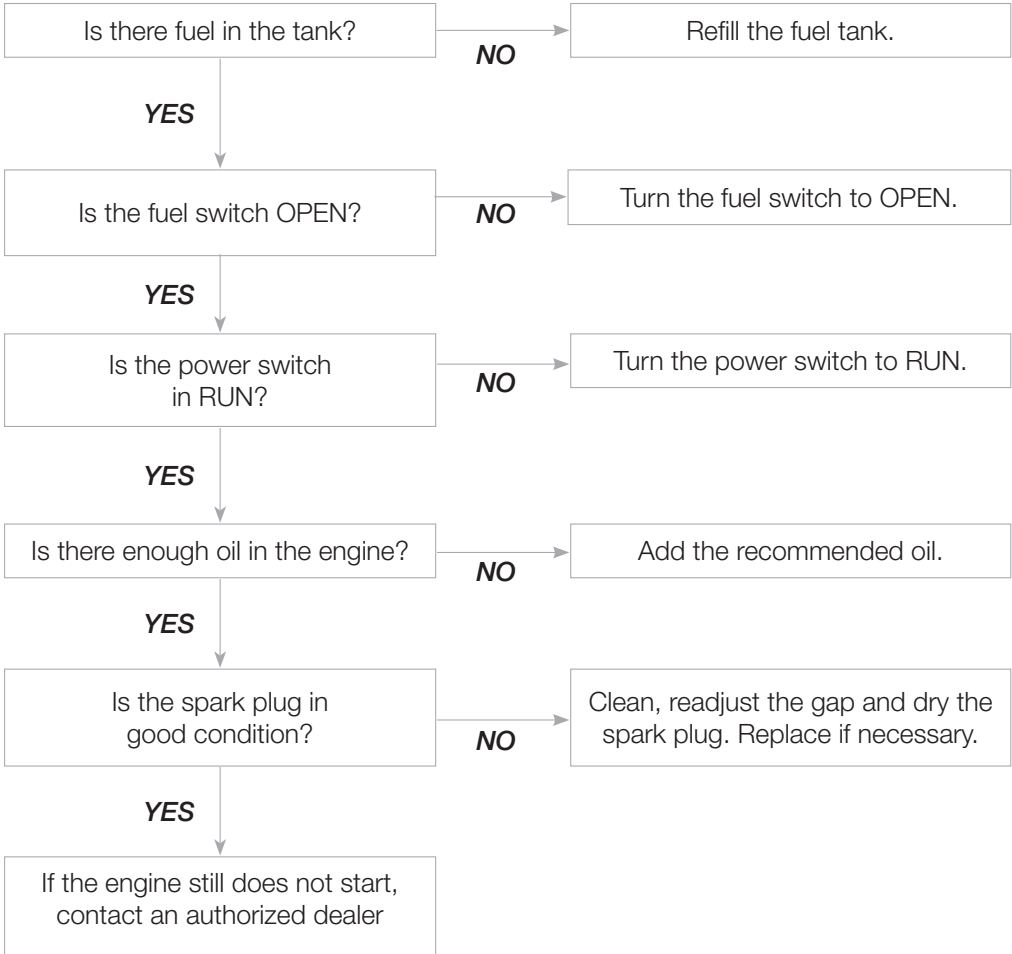 Is there fuel in the tank?
NO
Refill the fuel tank.
YES
Is the fuel switch OPEN?
NO
Turn the fuel switch to OPEN.
YES
Is the power switch
in RUN?
NO
Turn the power switch to RUN.
YES
Is there enough oil in the engine?
NO
Add the recommended oil.
YES
Is the spark plug in
good condition?
NO
Clean, readjust the gap and dry the
spark plug. Replace if necessary.
YES
If the engine still does not start,
contact an authorized dealer